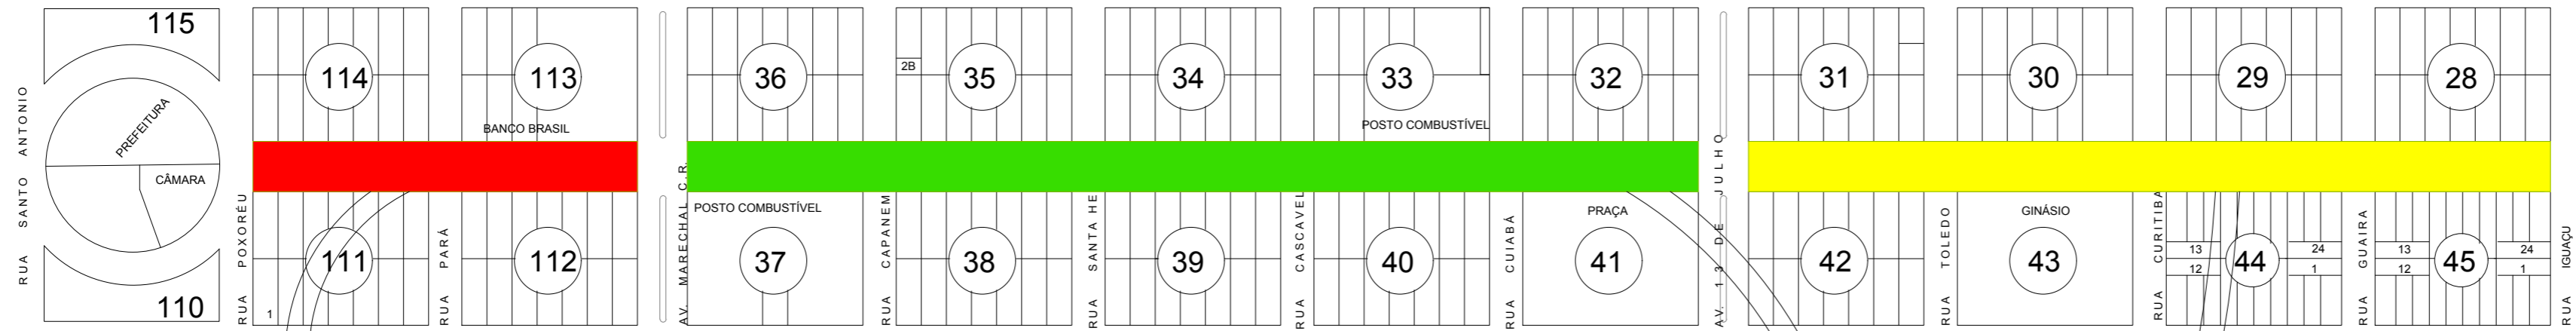 115
114
113
36
2B
35
34
33
32
31
30
29
28
PREFEITURA
CÂMARA
BANCO BRASIL
POSTO COMBUSTÍVEL
POSTO COMBUSTÍVEL
PRAÇA
GINÁSIO
110
111
1
112
37
38
39
40
41
42
43
13
24
44
12
1
13
24
45
12
1
RUA SANTO ANTONIO
RUA POXORÉU
RUA PARÁ
AV. MARECHAL C.R.
RUA CAPANEM
RUA SANTA HE
RUA CASCAVEL
RUA CUIABÁ
AV. 13 DE JULHO
RUA TOLEDO
RUA CURITIBA
RUA GUAIRA
RUA IGUAÇU